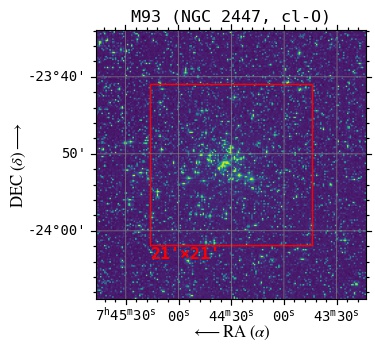 M93 (NGC 2447, cl-O)
-23°40'
50'
-24°00'
DEC (δ)⟶
21'×21'
7ʰ45ᵐ30ˢ 00ˢ 44ᵐ30ˢ 00ˢ 43ᵐ30ˢ
⟵RA (α)